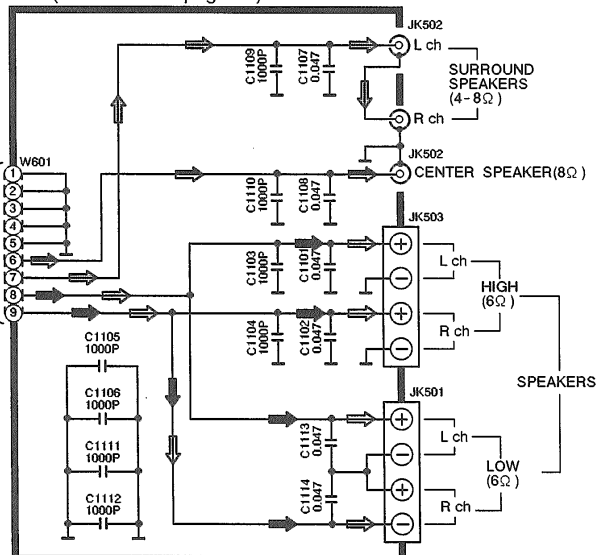 JK502
L ch
C1109
1000P
C1107
0.047
SURROUND
SPEAKERS
(4-8Ω)
R ch
JK502
W601
1
2
3
4
5
6
7
8
9
C1110
1000P
C1108
0.047
CENTER SPEAKER(8Ω)
JK503
C1103
1000P
C1101
0.047
+
L ch
−
HIGH
(6Ω)
C1104
1000P
C1102
0.047
+
R ch
−
SPEAKERS
C1105
1000P
C1106
1000P
C1111
1000P
C1112
1000P
JK501
C1113
0.047
+
L ch
−
LOW
(6Ω)
C1114
0.047
+
R ch
−